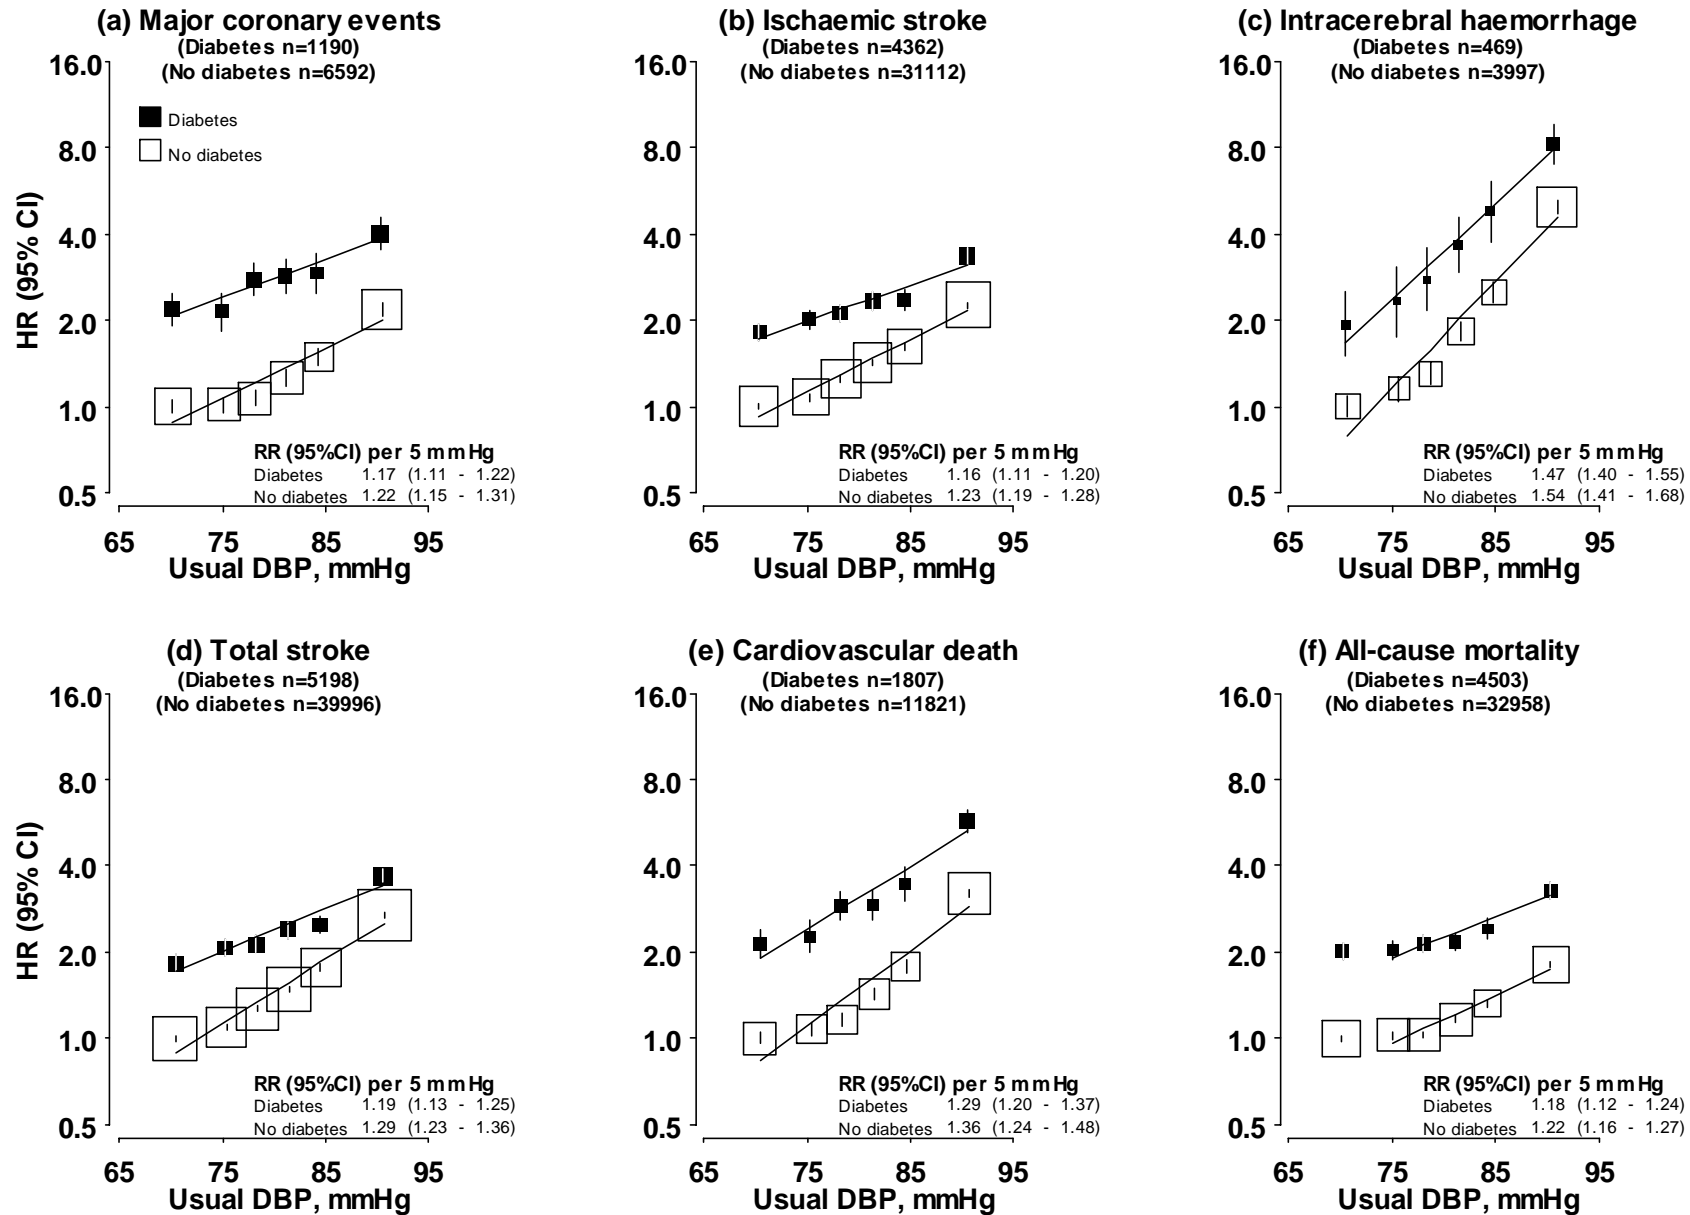 (a) Major coronary events
(Diabetes n=1190)
(No diabetes n=6592)
16.0
8.0
4.0
2.0
1.0
0.5
HR (95% CI)
Diabetes
No diabetes
RR (95%CI) per 5 mmHg
Diabetes 1.17 (1.11 - 1.22)
No diabetes 1.22 (1.15 - 1.31)
65 75 85 95
Usual DBP, mmHg
(b) Ischaemic stroke
(Diabetes n=4362)
(No diabetes n=31112)
16.0
8.0
4.0
2.0
1.0
0.5
RR (95%CI) per 5 mmHg
Diabetes 1.16 (1.11 - 1.20)
No diabetes 1.23 (1.19 - 1.28)
65 75 85 95
Usual DBP, mmHg
(c) Intracerebral haemorrhage
(Diabetes n=469)
(No diabetes n=3997)
16.0
8.0
4.0
2.0
1.0
0.5
RR (95%CI) per 5 mmHg
Diabetes 1.47 (1.40 - 1.55)
No diabetes 1.54 (1.41 - 1.68)
65 75 85 95
Usual DBP, mmHg
(d) Total stroke
(Diabetes n=5198)
(No diabetes n=39996)
16.0
8.0
4.0
2.0
1.0
0.5
HR (95% CI)
RR (95%CI) per 5 mmHg
Diabetes 1.19 (1.13 - 1.25)
No diabetes 1.29 (1.23 - 1.36)
65 75 85 95
Usual DBP, mmHg
(e) Cardiovascular death
(Diabetes n=1807)
(No diabetes n=11821)
16.0
8.0
4.0
2.0
1.0
0.5
RR (95%CI) per 5 mmHg
Diabetes 1.29 (1.20 - 1.37)
No diabetes 1.36 (1.24 - 1.48)
65 75 85 95
Usual DBP, mmHg
(f) All-cause mortality
(Diabetes n=4503)
(No diabetes n=32958)
16.0
8.0
4.0
2.0
1.0
0.5
RR (95%CI) per 5 mmHg
Diabetes 1.18 (1.12 - 1.24)
No diabetes 1.22 (1.16 - 1.27)
65 75 85 95
Usual DBP, mmHg